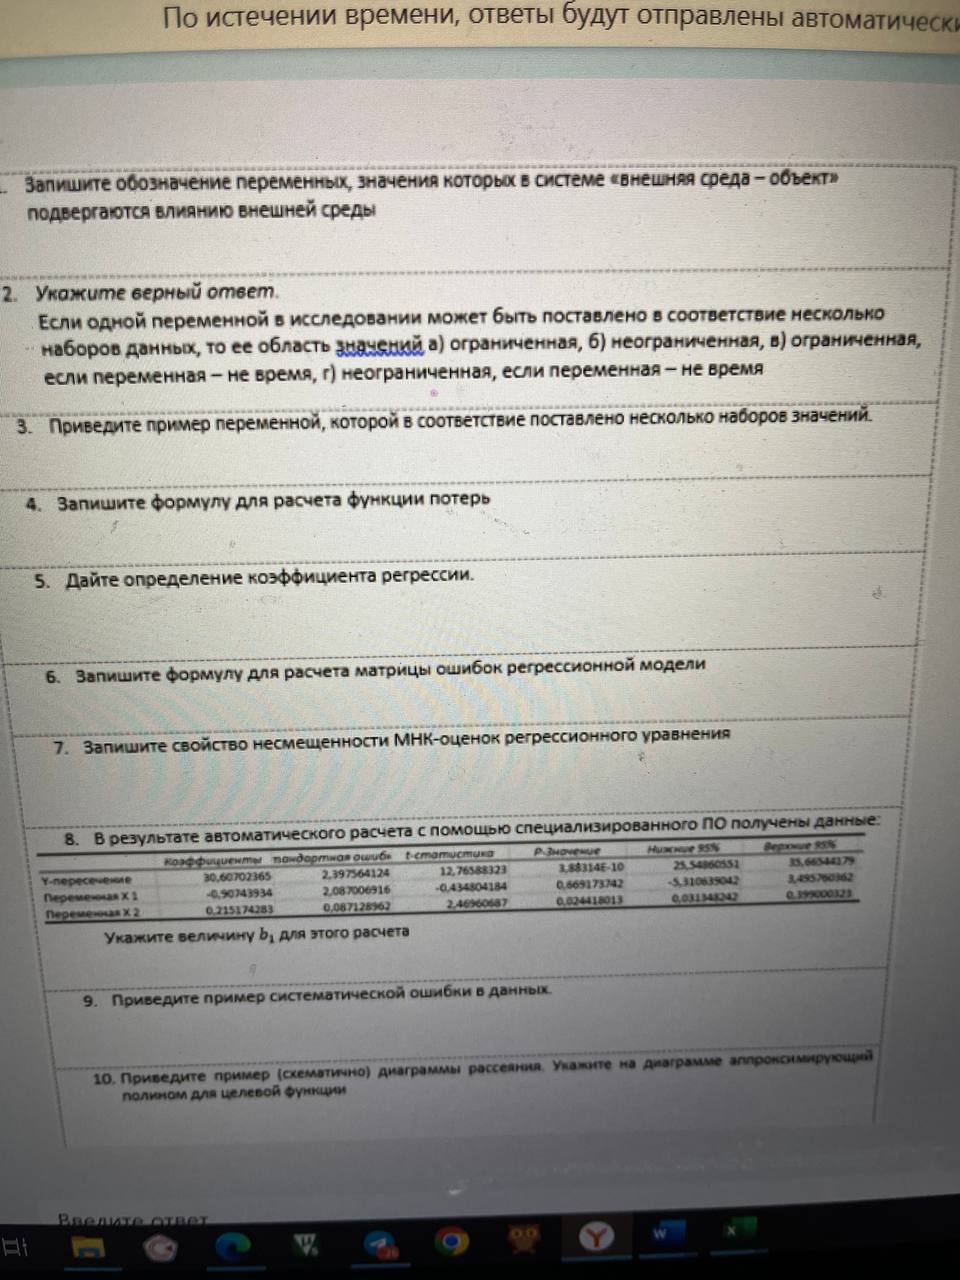 По истечении времени, ответы будут отправлены автоматически
Запишите обозначение переменных, значения которых в системе «внешняя среда – объект»
подвергаются влиянию внешней среды
2. Укажите верный ответ.
Если одной переменной в исследовании может быть поставлено в соответствие несколько
наборов данных, то ее область значений а) ограниченная, б) неограниченная, в) ограниченная,
если переменная – не время, г) неограниченная, если переменная – не время
3. Приведите пример переменной, которой в соответствие поставлено несколько наборов значений.
4. Запишите формулу для расчета функции потерь
5. Дайте определение коэффициента регрессии.
6. Запишите формулу для расчета матрицы ошибок регрессионной модели
7. Запишите свойство несмещенности МНК-оценок регрессионного уравнения
8. В результате автоматического расчета с помощью специализированного ПО получены данные:
Коэффициенты тандартная ошибк t-статистика P-Значение Нижние 95% Верхние 95%
Y-пересечение 30,60702365 2,397564124 12,76588323 3,88314E-10 25,54860551 35,66544179
Переменная X 1 -0,90743934 2,087006916 -0,434804184 0,669173742 -5,310639042 3,495760362
Переменная X 2 0,215174283 0,087128962 2,46960687 0,024418013 0,031348242 0,399000323
Укажите величину b1 для этого расчета
9. Приведите пример систематической ошибки в данных.
10. Приведите пример (схематично) диаграммы рассеяния. Укажите на диаграмме аппроксимирующий
полином для целевой функции
Введите ответ